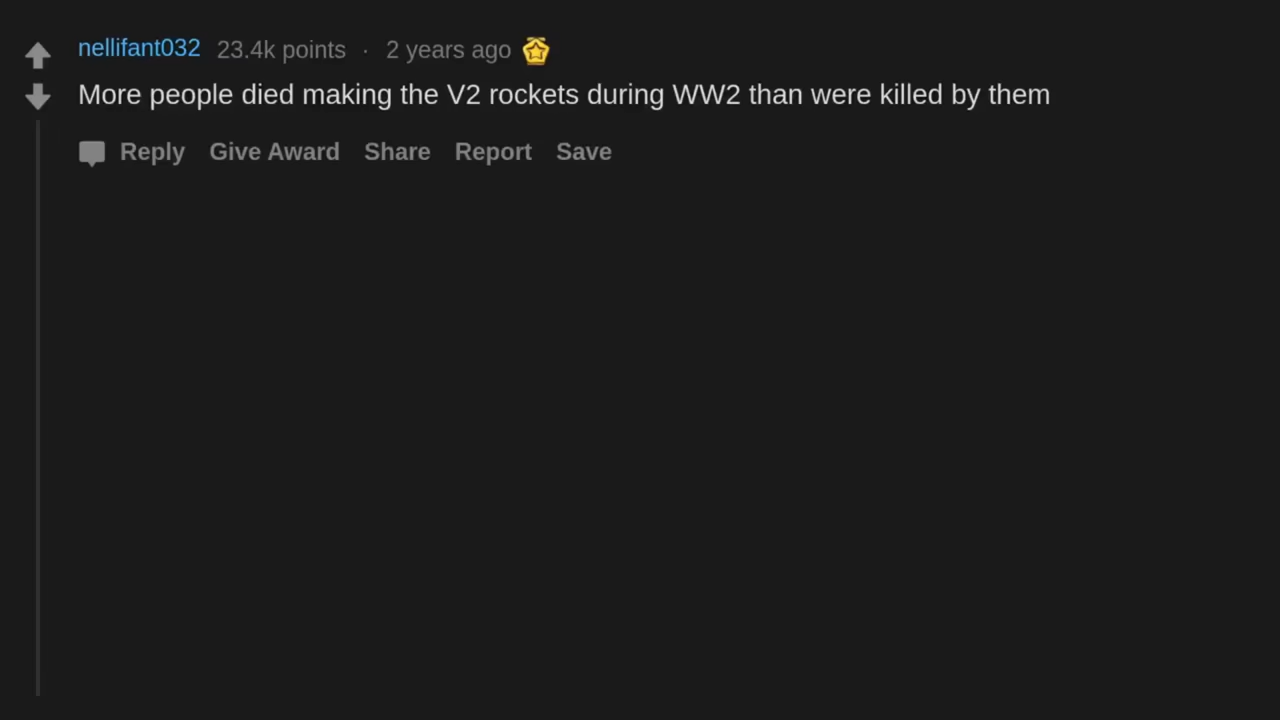 nellifant032 23.4k points · 2 years ago
More people died making the V2 rockets during WW2 than were killed by them
Reply Give Award Share Report Save